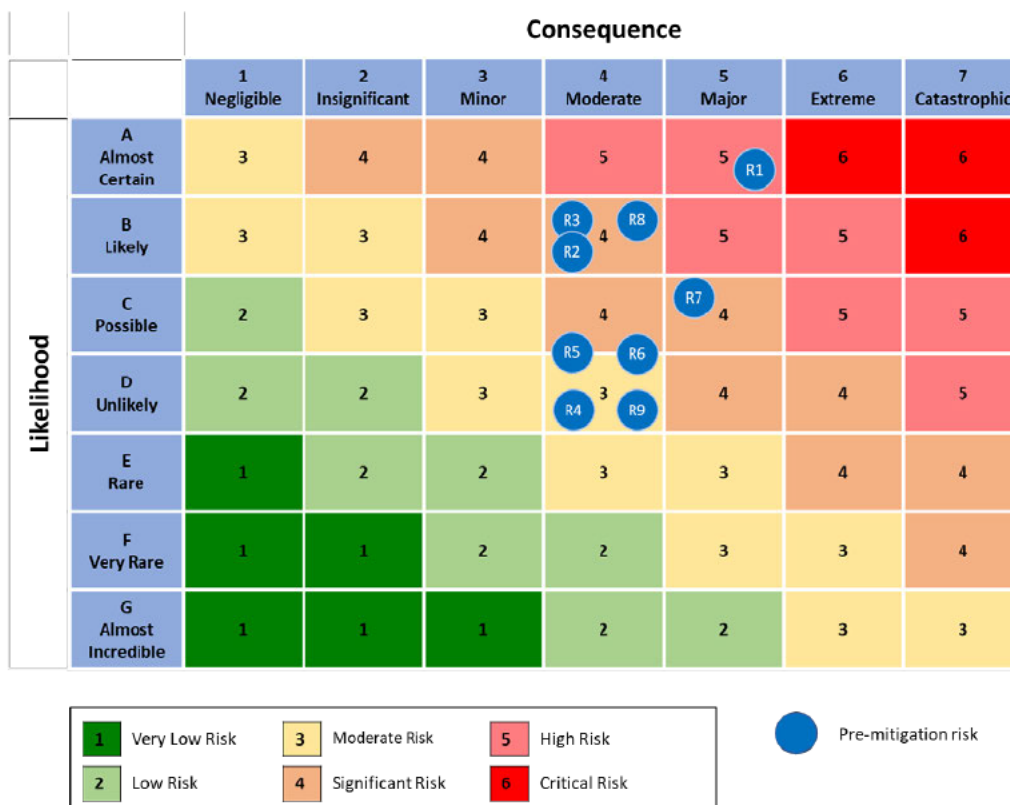 Consequence
1 2 3 4 5 6 7
Negligible Insignificant Minor Moderate Major Extreme Catastrophic
Likelihood
A
Almost
Certain
3 4 4 5 5 R1 6 6
B
Likely
3 3 4 R3 R8 4 R2 5 5 6
C
Possible
2 3 3 4 R7 4 5 5
D
Unlikely
2 2 3 R5 R6 3 R4 R9 4 4 5
E
Rare
1 2 2 3 3 4 4
F
Very Rare
1 1 2 2 3 3 4
G
Almost
Incredible
1 1 1 2 2 3 3
1 Very Low Risk 3 Moderate Risk 5 High Risk Pre-mitigation risk
2 Low Risk 4 Significant Risk 6 Critical Risk